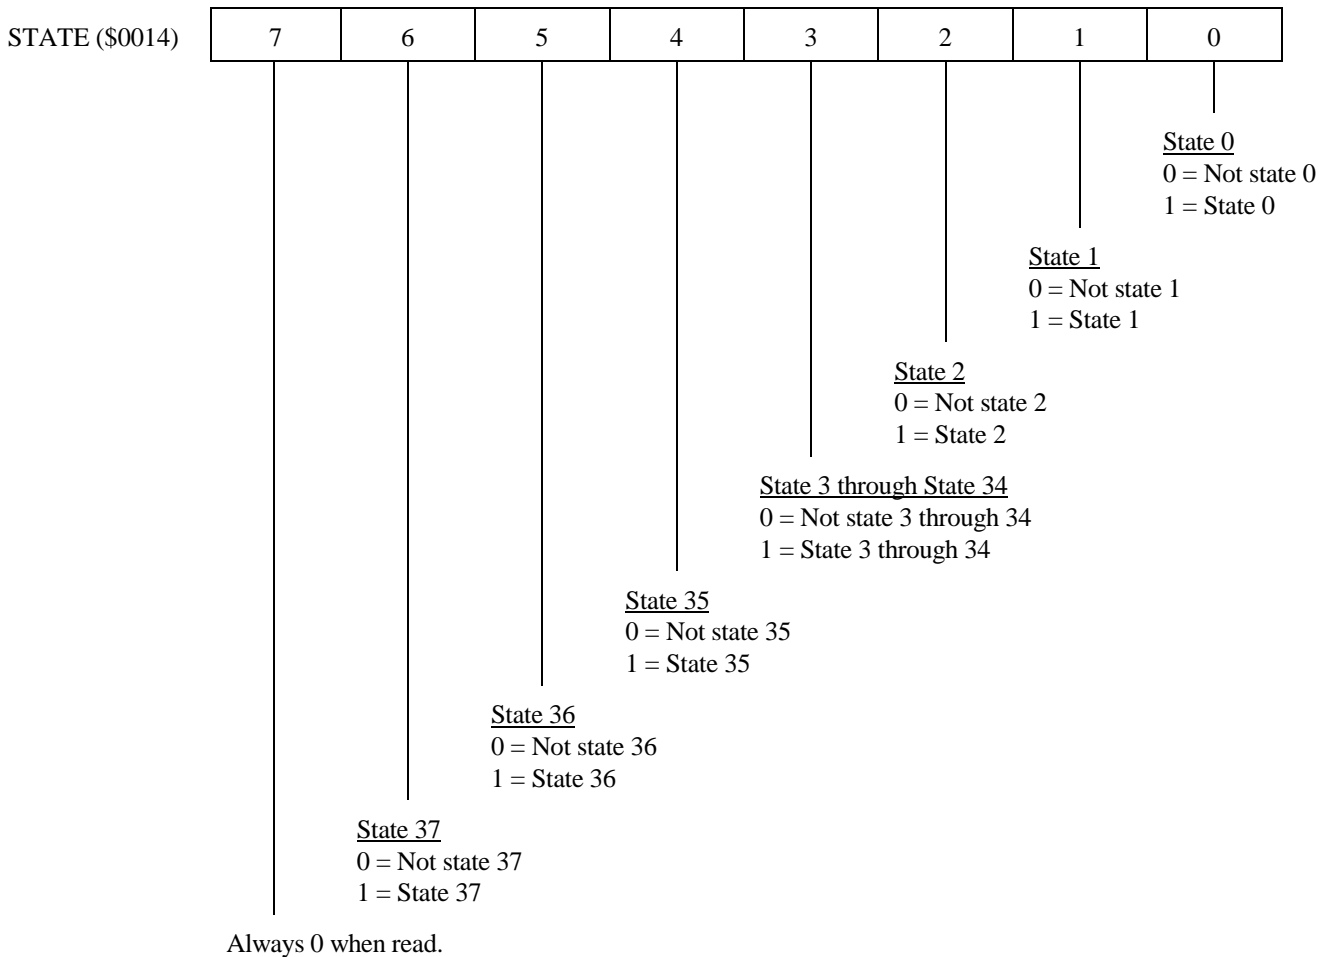 STATE ($0014) 7 6 5 4 3 2 1 0
State 0
0 = Not state 0
1 = State 0
State 1
0 = Not state 1
1 = State 1
State 2
0 = Not state 2
1 = State 2
State 3 through State 34
0 = Not state 3 through 34
1 = State 3 through 34
State 35
0 = Not state 35
1 = State 35
State 36
0 = Not state 36
1 = State 36
State 37
0 = Not state 37
1 = State 37
Always 0 when read.